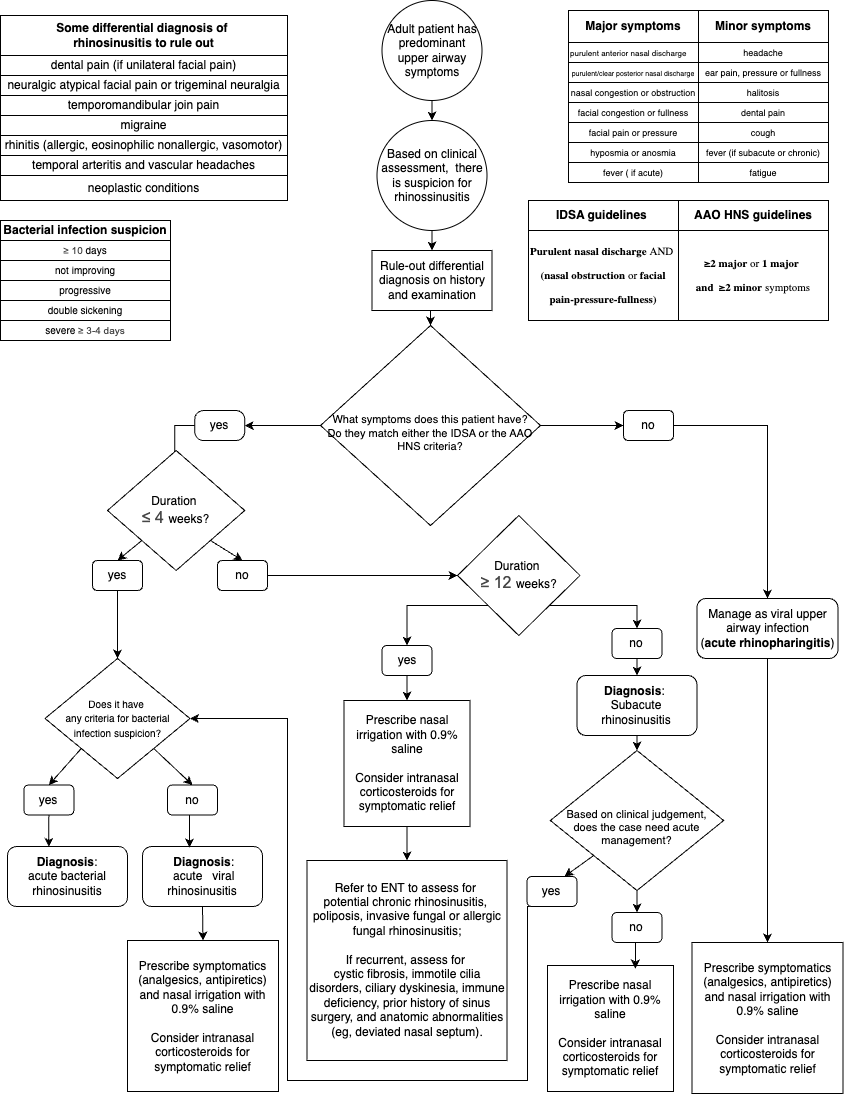 Some differential diagnosis of
rhinosinusitis to rule out
dental pain (if unilateral facial pain)
neuralgic atypical facial pain or trigeminal neuralgia
temporomandibular join pain
migraine
rhinitis (allergic, eosinophilic nonallergic, vasomotor)
temporal arteritis and vascular headaches
neoplastic conditions
Adult patient has
predominant
upper airway
symptoms
Major symptoms
Minor symptoms
purulent anterior nasal discharge
headache
purulent/clear posterior nasal discharge
ear pain, pressure or fullness
nasal congestion or obstruction
halitosis
facial congestion or fullness
dental pain
facial pain or pressure
cough
hyposmia or anosmia
fever (if subacute or chronic)
fever ( if acute)
fatigue
Based on clinical
assessment, there
is suspicion for
rhinossinusitis
Bacterial infection suspicion
≥ 10 days
not improving
progressive
double sickening
severe ≥ 3-4 days
IDSA guidelines
AAO HNS guidelines
Purulent nasal discharge AND
(nasal obstruction or facial
pain-pressure-fullness)
≥2 major or 1 major
and ≥2 minor symptoms
Rule-out differential
diagnosis on history
and examination
What symptoms does this patient have?
Do they match either the IDSA or the AAO
HNS criteria?
yes
no
Duration
≤ 4 weeks?
yes
no
Duration
≥ 12 weeks?
yes
no
Manage as viral upper
airway infection
(acute rhinopharingitis)
Diagnosis:
Subacute
rhinosinusitis
Does it have
any criteria for bacterial
infection suspicion?
Prescribe nasal
irrigation with 0.9%
saline
Consider intranasal
corticosteroids for
symptomatic relief
yes
no
Based on clinical judgement,
does the case need acute
management?
Diagnosis:
acute bacterial
rhinosinusitis
Diagnosis:
acute viral
rhinosinusitis
Refer to ENT to assess for
potential chronic rhinosinusitis,
poliposis, invasive fungal or allergic
fungal rhinosinusitis;
If recurrent, assess for
cystic fibrosis, immotile cilia
disorders, ciliary dyskinesia, immune
deficiency, prior history of sinus
surgery, and anatomic abnormalities
(eg, deviated nasal septum).
yes
no
Prescribe symptomatics
(analgesics, antipiretics)
and nasal irrigation with
0.9% saline
Consider intranasal
corticosteroids for
symptomatic relief
Prescribe nasal
irrigation with 0.9%
saline
Consider intranasal
corticosteroids for
symptomatic relief
Prescribe symptomatics
(analgesics, antipiretics)
and nasal irrigation with
0.9% saline
Consider intranasal
corticosteroids for
symptomatic relief